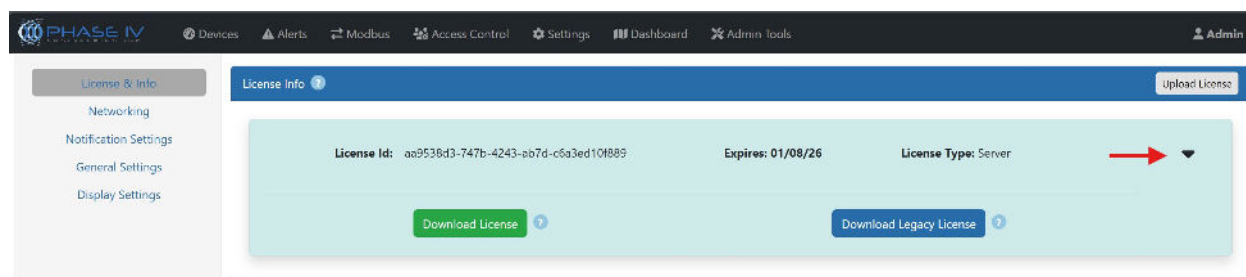 PHASE IV Devices Alerts Modbus Access Control Settings Dashboard Admin Tools Admin
License & Info
Networking
Notification Settings
General Settings
Display Settings
License Info ? Upload License
License Id: aa9538d3-747b-4243-ab7d-c6a3ed10f889 Expires: 01/08/26 License Type: Server
Download License ? Download Legacy License ?